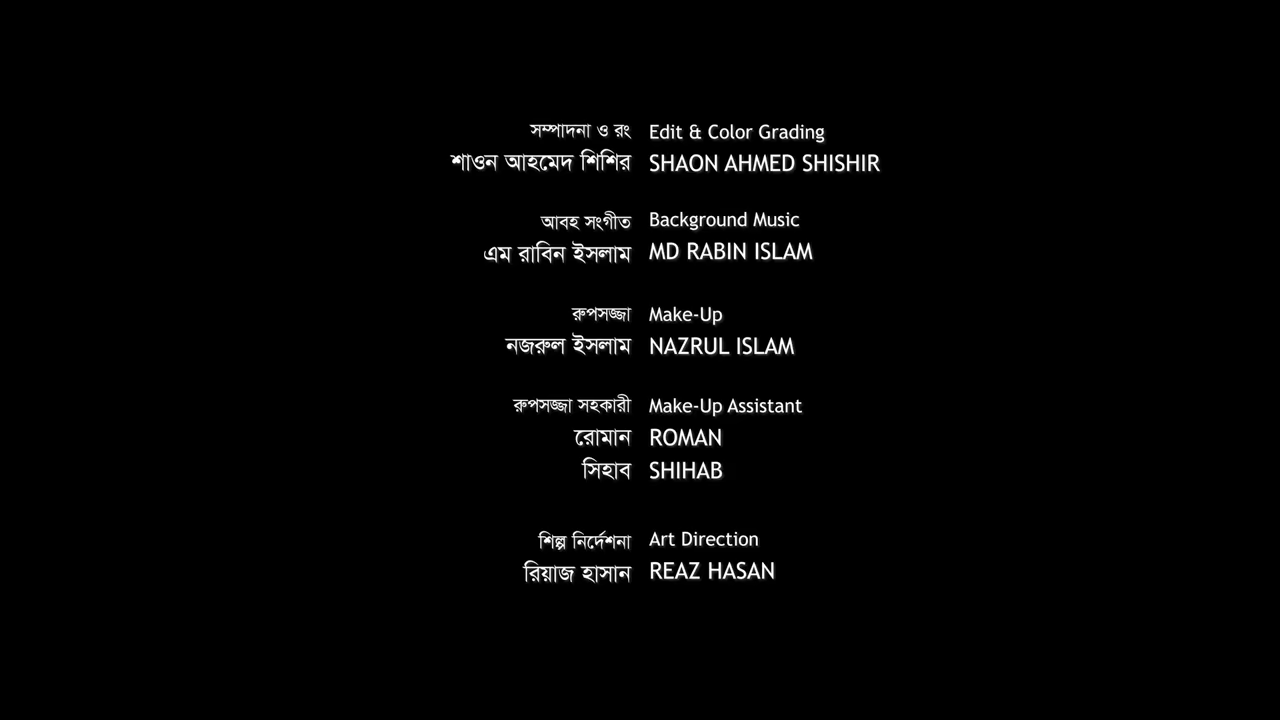 সম্পাদনা ও রং Edit & Color Grading
শাওন আহমেদ শিশির SHAON AHMED SHISHIR
আবহ সংগীত Background Music
এম রাবিন ইসলাম MD RABIN ISLAM
রুপসজ্জা Make-Up
নজরুল ইসলাম NAZRUL ISLAM
রুপসজ্জা সহকারী Make-Up Assistant
রোমান ROMAN
সিহাব SHIHAB
শিল্প নির্দেশনা Art Direction
রিয়াজ হাসান REAZ HASAN